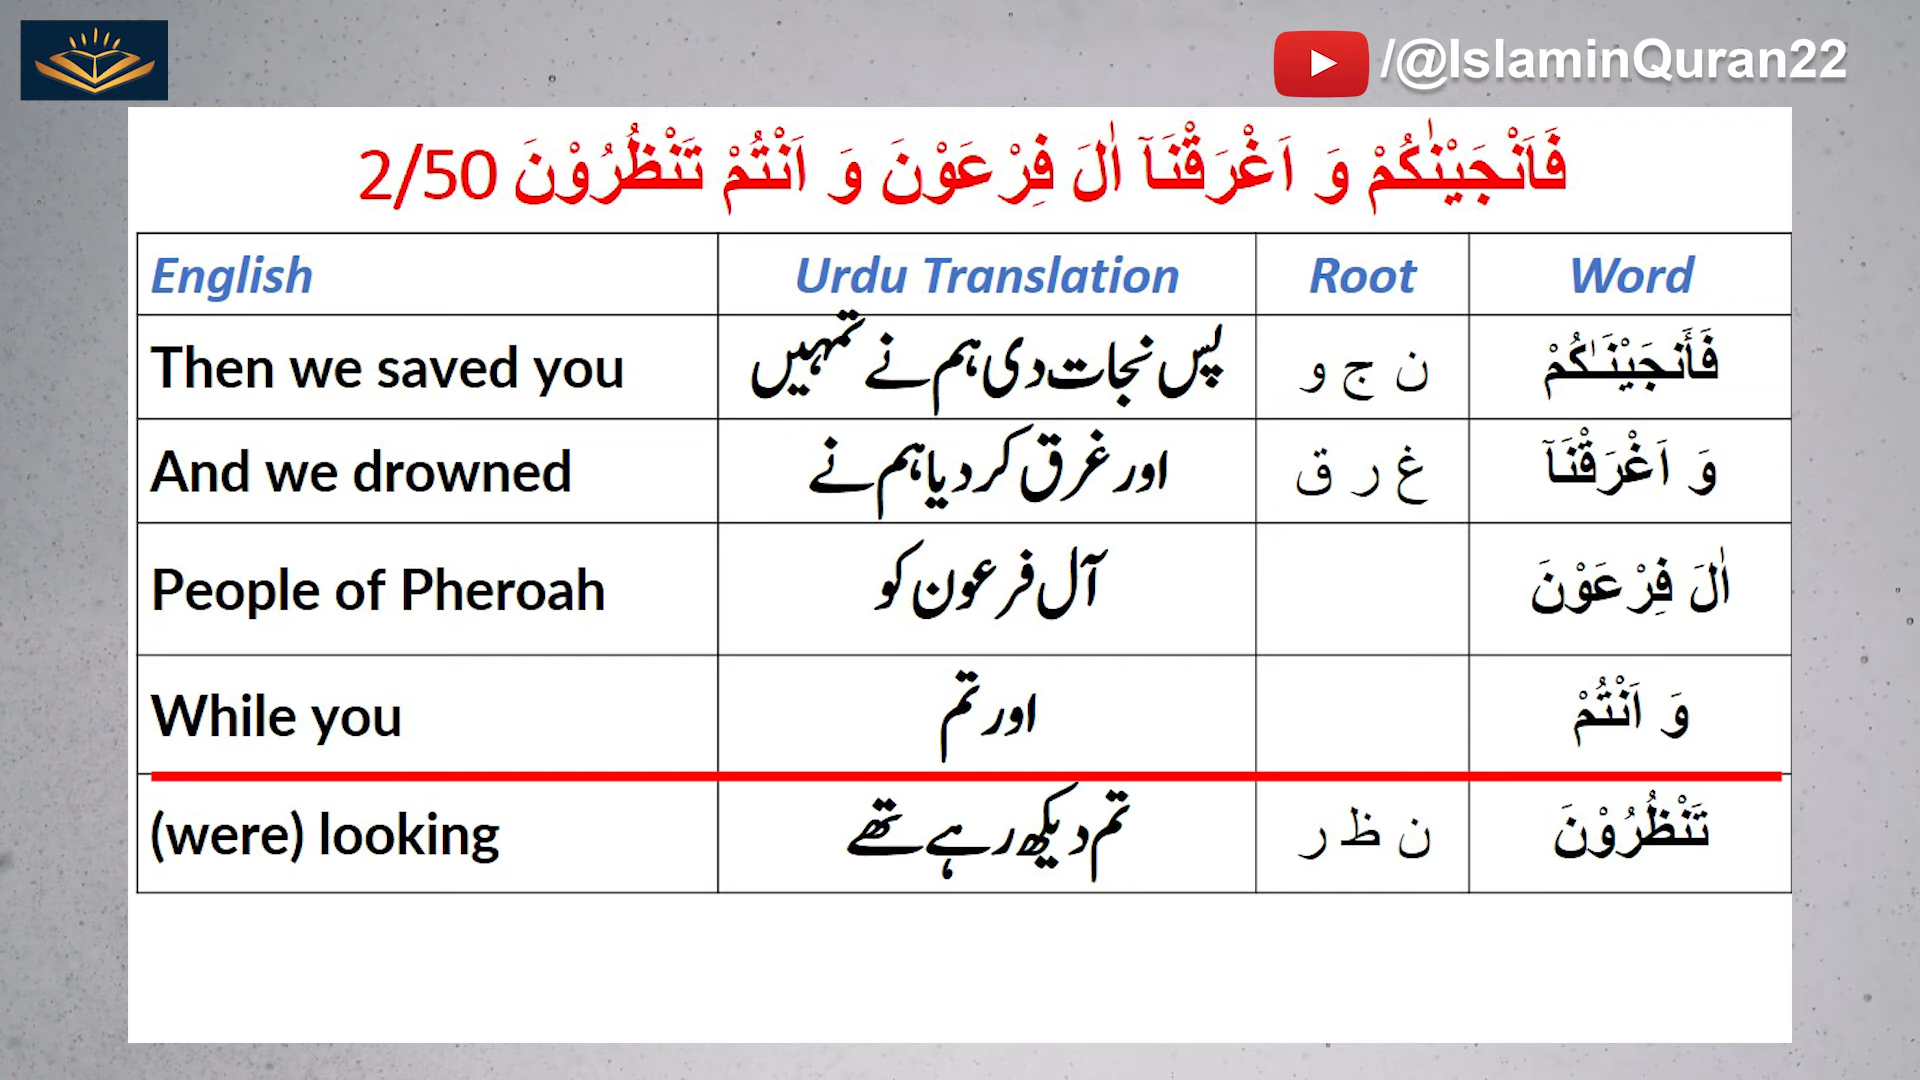 /@IslaminQuran22
فَاَنْجَيْنٰكُمْ وَ اَغْرَقْنَآ اٰلَ فِرْعَوْنَ وَ اَنْتُمْ تَنْظُرُوْنَ 2/50
English Urdu Translation Root Word
Then we saved you پس نجات دی ہم نے تمہیں ن ج و فَأَنجَيْنَـٰكُمْ
And we drowned اور غرق کر دیا ہم نے غ ر ق وَ اَغْرَقْنَآ
People of Pheroah آل فرعون کو اٰلَ فِرْعَوْنَ
While you اور تم وَ اَنْتُمْ
(were) looking تم دیکھ رہے تھے ن ظ ر تَنْظُرُوْنَ